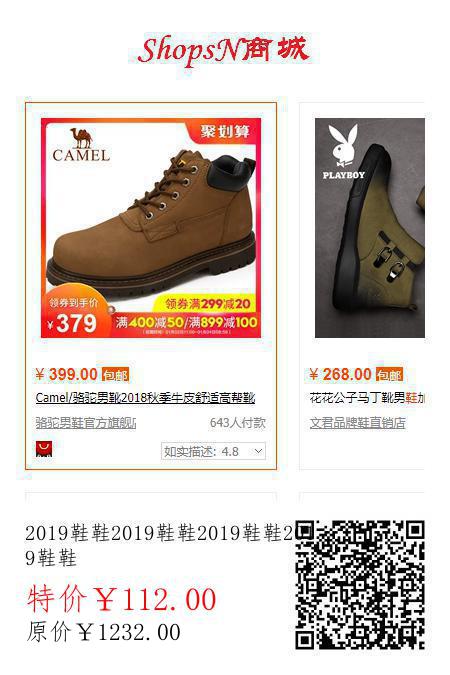 ShopsN商城
聚划算
CAMEL
领券到手价
¥ 379
领券满299减20
满400减50/满899减100
PLAYBOY
¥ 399.00 包邮
Camel/骆驼男靴2018秋季牛皮舒适高帮靴
骆驼男鞋官方旗舰店
643人付款
如实描述: 4.8
¥ 268.00 包邮
花花公子马丁靴男鞋加
文君品牌鞋直销店
2019鞋鞋2019鞋鞋2019鞋鞋201
9鞋鞋
特价￥112.00
原价￥1232.00